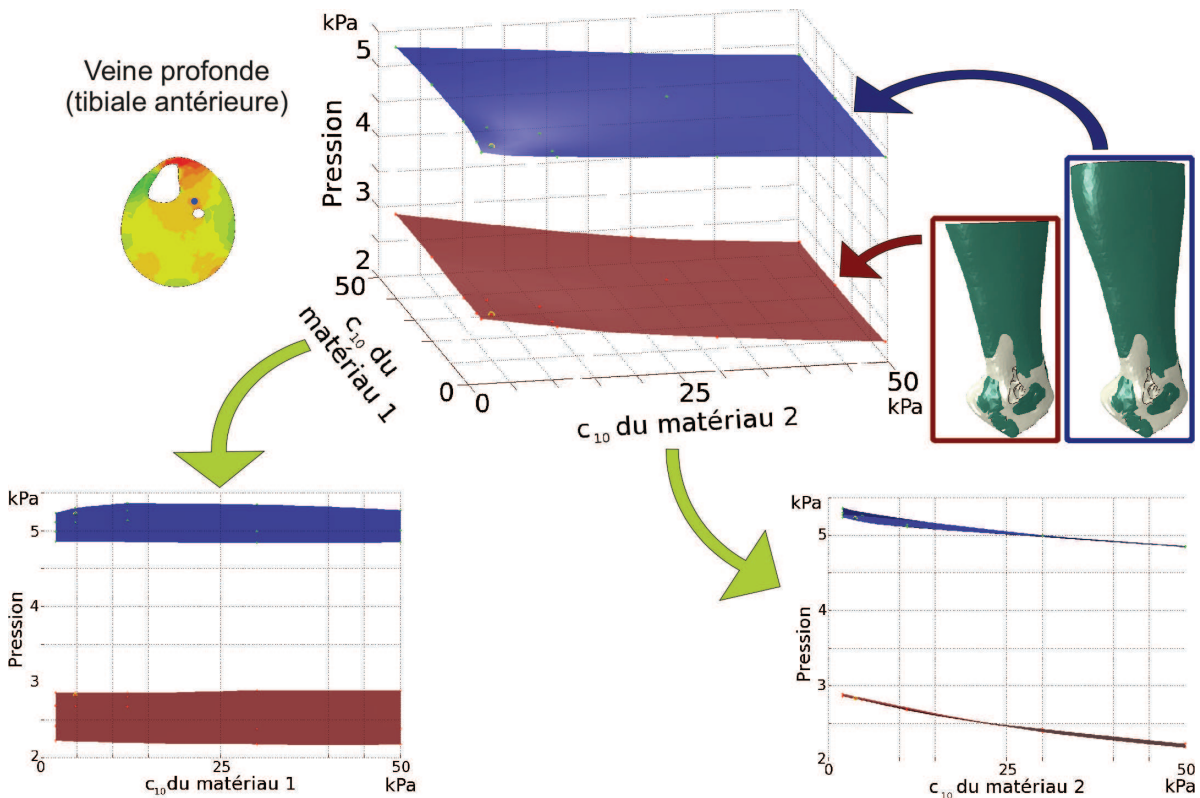 Veine profonde
(tibiale antérieure)
kPa
5
4
3
2
Pression
50
0
c10 du
matériau 1
0
25
50
kPa
c10 du matériau 2
kPa
5
4
3
2
Pression
0
25
50
c10 du matériau 1
kPa
kPa
5
4
3
2
Pression
0
25
50
c10 du matériau 2
kPa